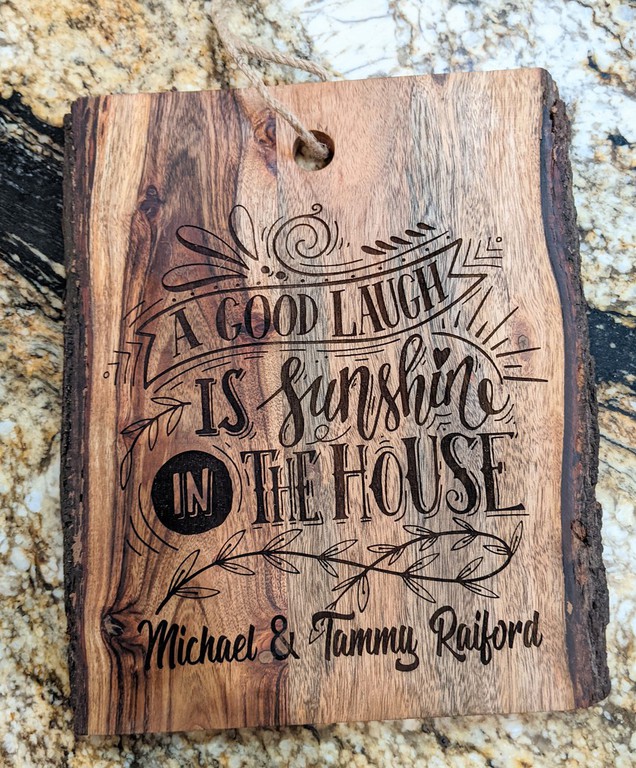 A GOOD LAUGH
IS sunshine
IN THE HOUSE
Michael & Tammy Raiford